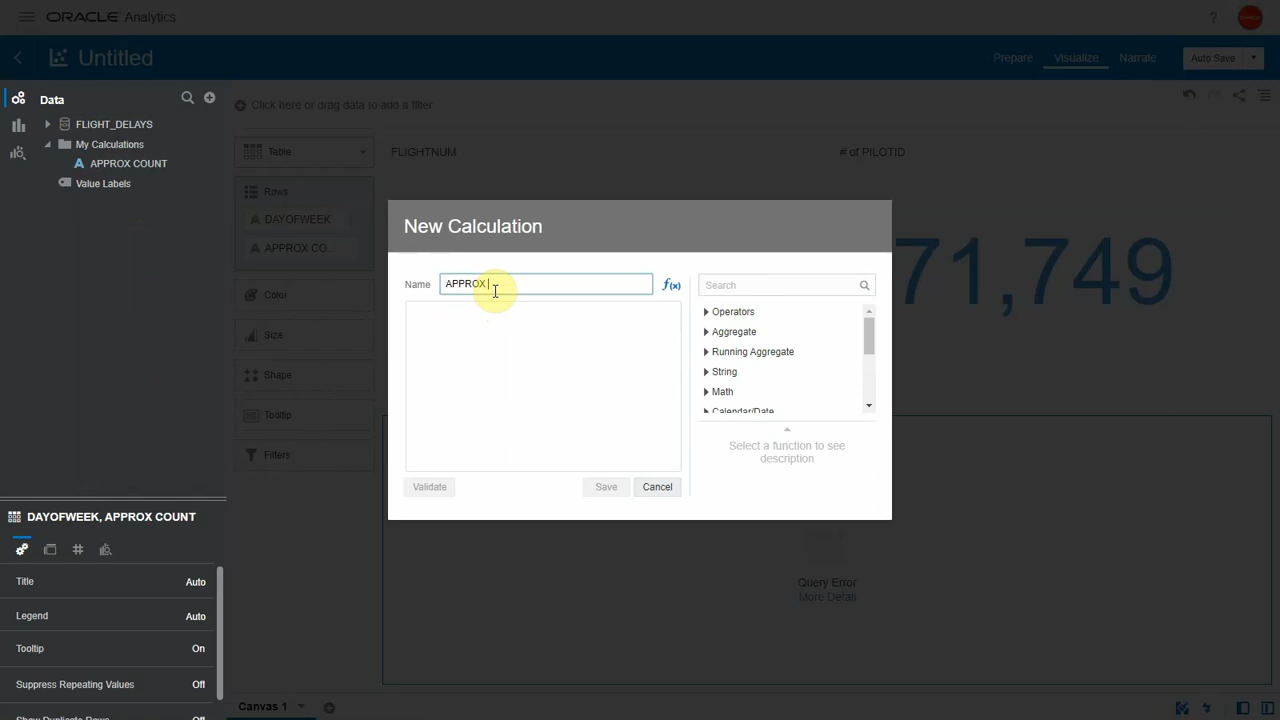 ORACLE Analytics
?
Untitled
Prepare
Visualize
Narrate
Auto Save
Data
Click here or drag data to add a filter
FLIGHT_DELAYS
My Calculations
A APPROX COUNT
Value Labels
Table
FLIGHTNUM
# of PILOTID
Rows
A DAYOFWEEK
A APPROX CO...
71,749
Color
Size
Shape
Tooltip
Filters
New Calculation
Name
APPROX
f(x)
Search
Operators
Aggregate
Running Aggregate
String
Math
Calendar/Date
Select a function to see
description
Validate
Save
Cancel
DAYOFWEEK, APPROX COUNT
Title
Auto
Legend
Auto
Tooltip
On
Suppress Repeating Values
Off
Show Duplicate Rows
Off
Query Error
More Detail
Canvas 1